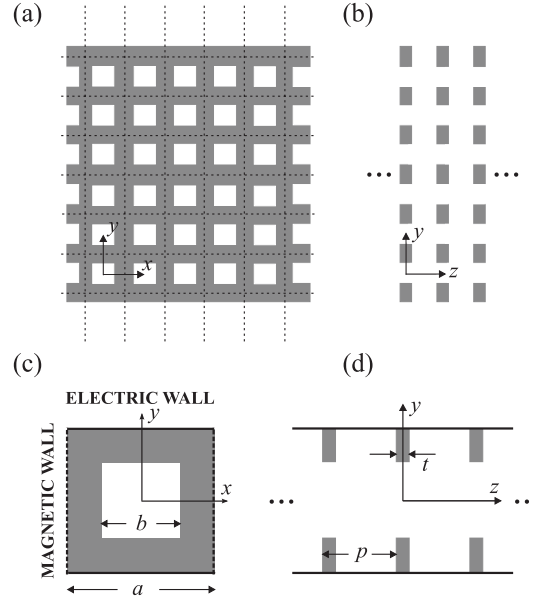 (a)
(b)
y
x
y
z
(c)
(d)
ELECTRIC WALL
MAGNETIC WALL
y
x
b
a
y
t
z
p